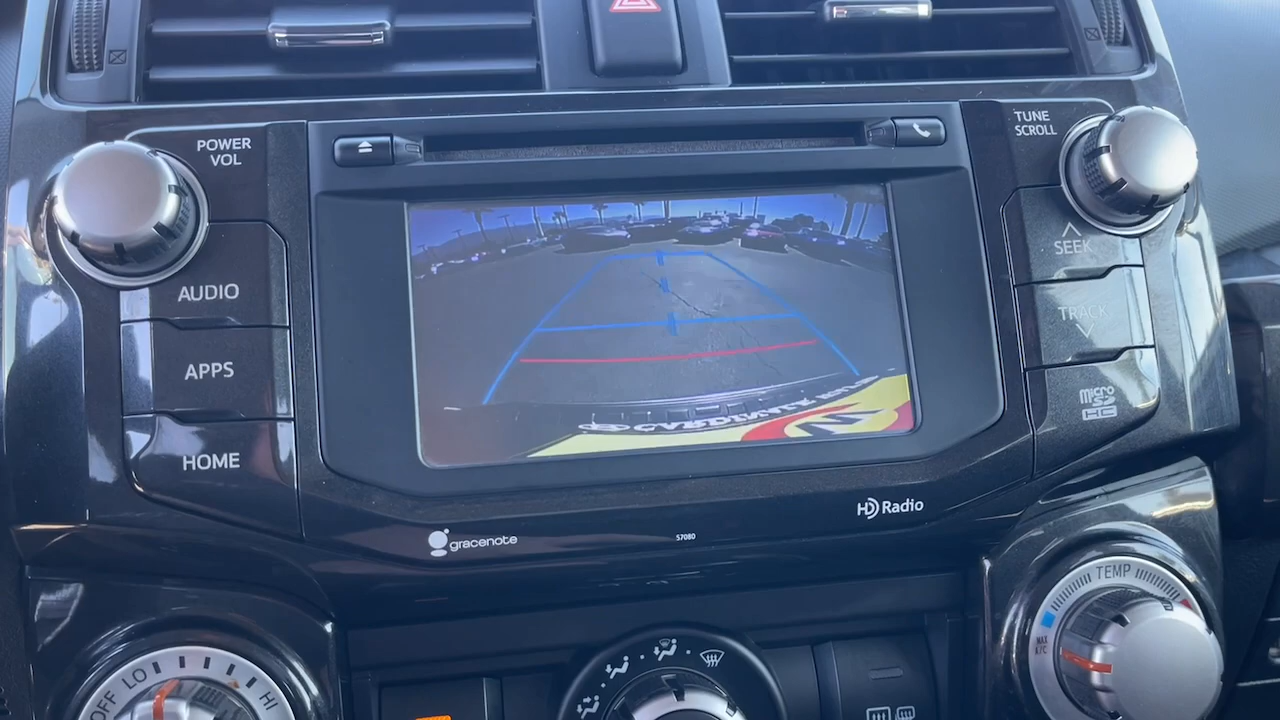 POWER
VOL
TUNE
SCROLL
SEEK
AUDIO
TRACK
APPS
MICRO
SD
HC
HOME
HD Radio
gracenote
57080
TEMP
MAX
A/C
OFF LO HI